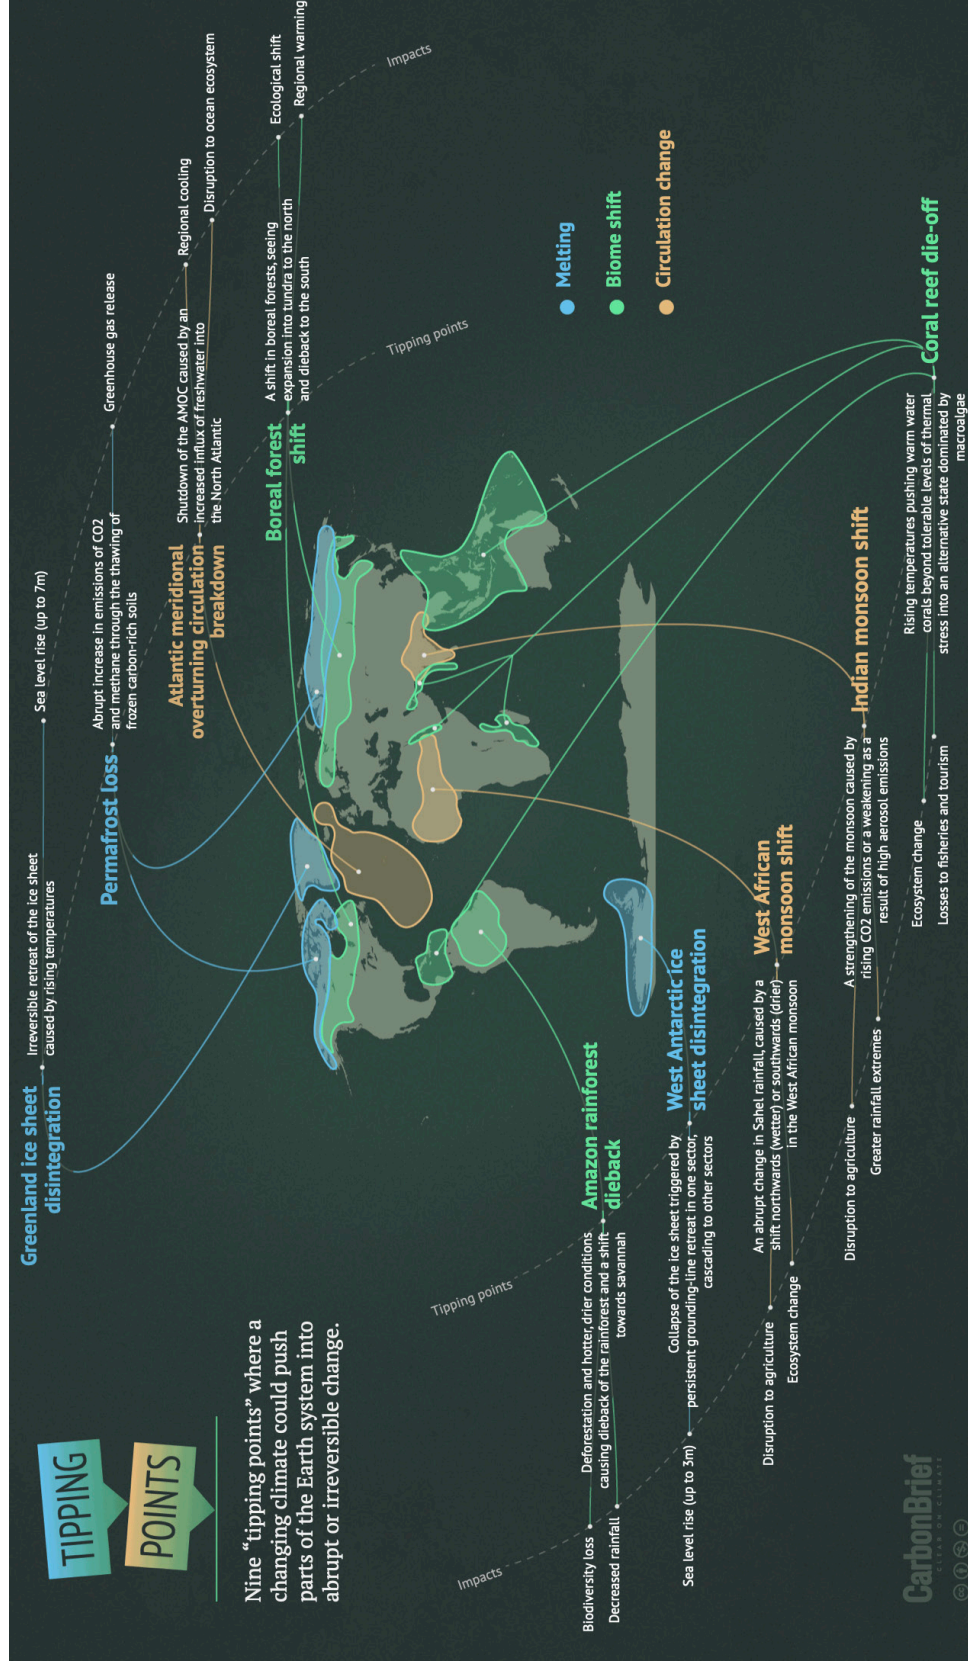 TIPPING
POINTS
Nine “tipping points” where a
changing climate could push
parts of the Earth system into
abrupt or irreversible change.
Greenland ice sheet
disintegration
Irreversible retreat of the ice sheet
caused by rising temperatures
Sea level rise (up to 7m)
Permafrost loss
Abrupt increase in emissions of CO2
and methane through the thawing of
frozen carbon-rich soils
Greenhouse gas release
Atlantic meridional
overturning circulation
breakdown
Shutdown of the AMOC caused by an
increased influx of freshwater into
the North Atlantic
Regional cooling
Disruption to ocean ecosystem
Boreal forest
shift
A shift in boreal forests, seeing
expansion into tundra to the north
and dieback to the south
Ecological shift
Regional warming
Impacts
Tipping points
Melting
Biome shift
Circulation change
Tipping points
Impacts
Amazon rainforest
dieback
Deforestation and hotter, drier conditions
causing dieback of the rainforest and a shift
towards savannah
Biodiversity loss
Decreased rainfall
West Antarctic ice
sheet disintegration
Collapse of the ice sheet triggered by
persistent grounding-line retreat in one sector,
cascading to other sectors
Sea level rise (up to 3m)
West African
monsoon shift
An abrupt change in Sahel rainfall, caused by a
shift northwards (wetter) or southwards (drier)
in the West African monsoon
Disruption to agriculture
Ecosystem change
Indian monsoon shift
A strengthening of the monsoon caused by
rising CO2 emissions or a weakening as a
result of high aerosol emissions
Disruption to agriculture
Greater rainfall extremes
Coral reef die-off
Rising temperatures pushing warm water
corals beyond tolerable levels of thermal
stress into an alternative state dominated by
macroalgae
Ecosystem change
Losses to fisheries and tourism
CarbonBrief
CLEAR ON CLIMATE